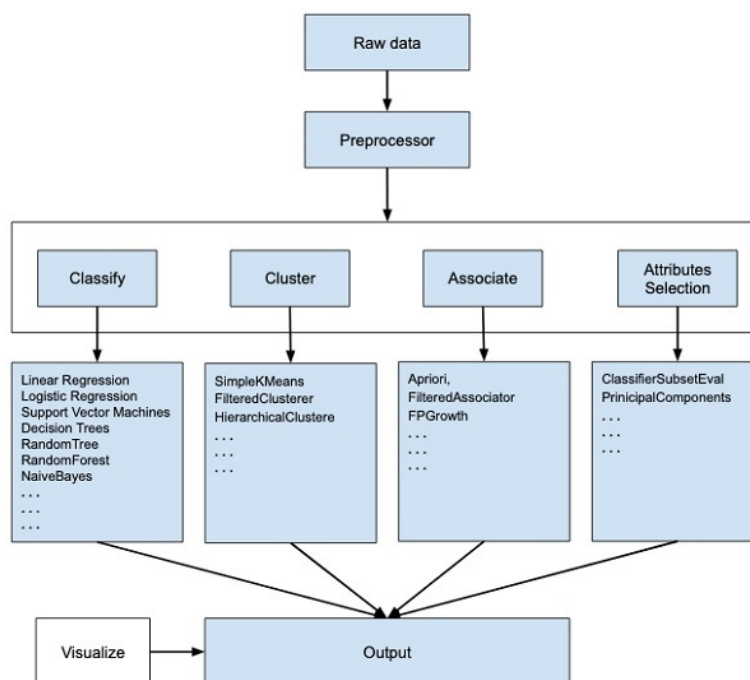 Raw data
Preprocessor
Classify
Cluster
Associate
Attributes
Selection
Linear Regression
Logistic Regression
Support Vector Machines
Decision Trees
RandomTree
RandomForest
NaiveBayes
. . .
. . .
. . .
SimpleKMeans
FilteredClusterer
HierarchicalClustere
. . .
. . .
. . .
Apriori,
FilteredAssociator
FPGrowth
. . .
. . .
. . .
ClassifierSubsetEval
PrinicipalComponents
. . .
. . .
. . .
Visualize
Output